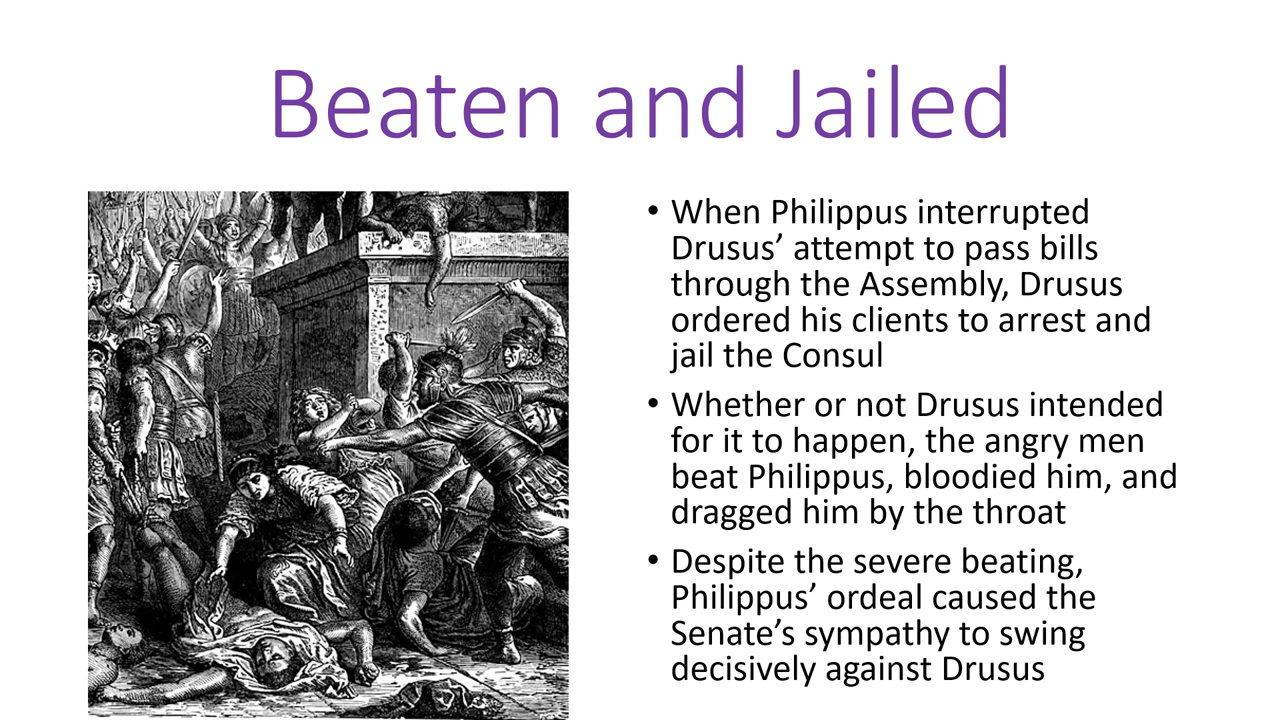 Beaten and Jailed
• When Philippus interrupted
Drusus’ attempt to pass bills
through the Assembly, Drusus
ordered his clients to arrest and
jail the Consul
• Whether or not Drusus intended
for it to happen, the angry men
beat Philippus, bloodied him, and
dragged him by the throat
• Despite the severe beating,
Philippus’ ordeal caused the
Senate’s sympathy to swing
decisively against Drusus